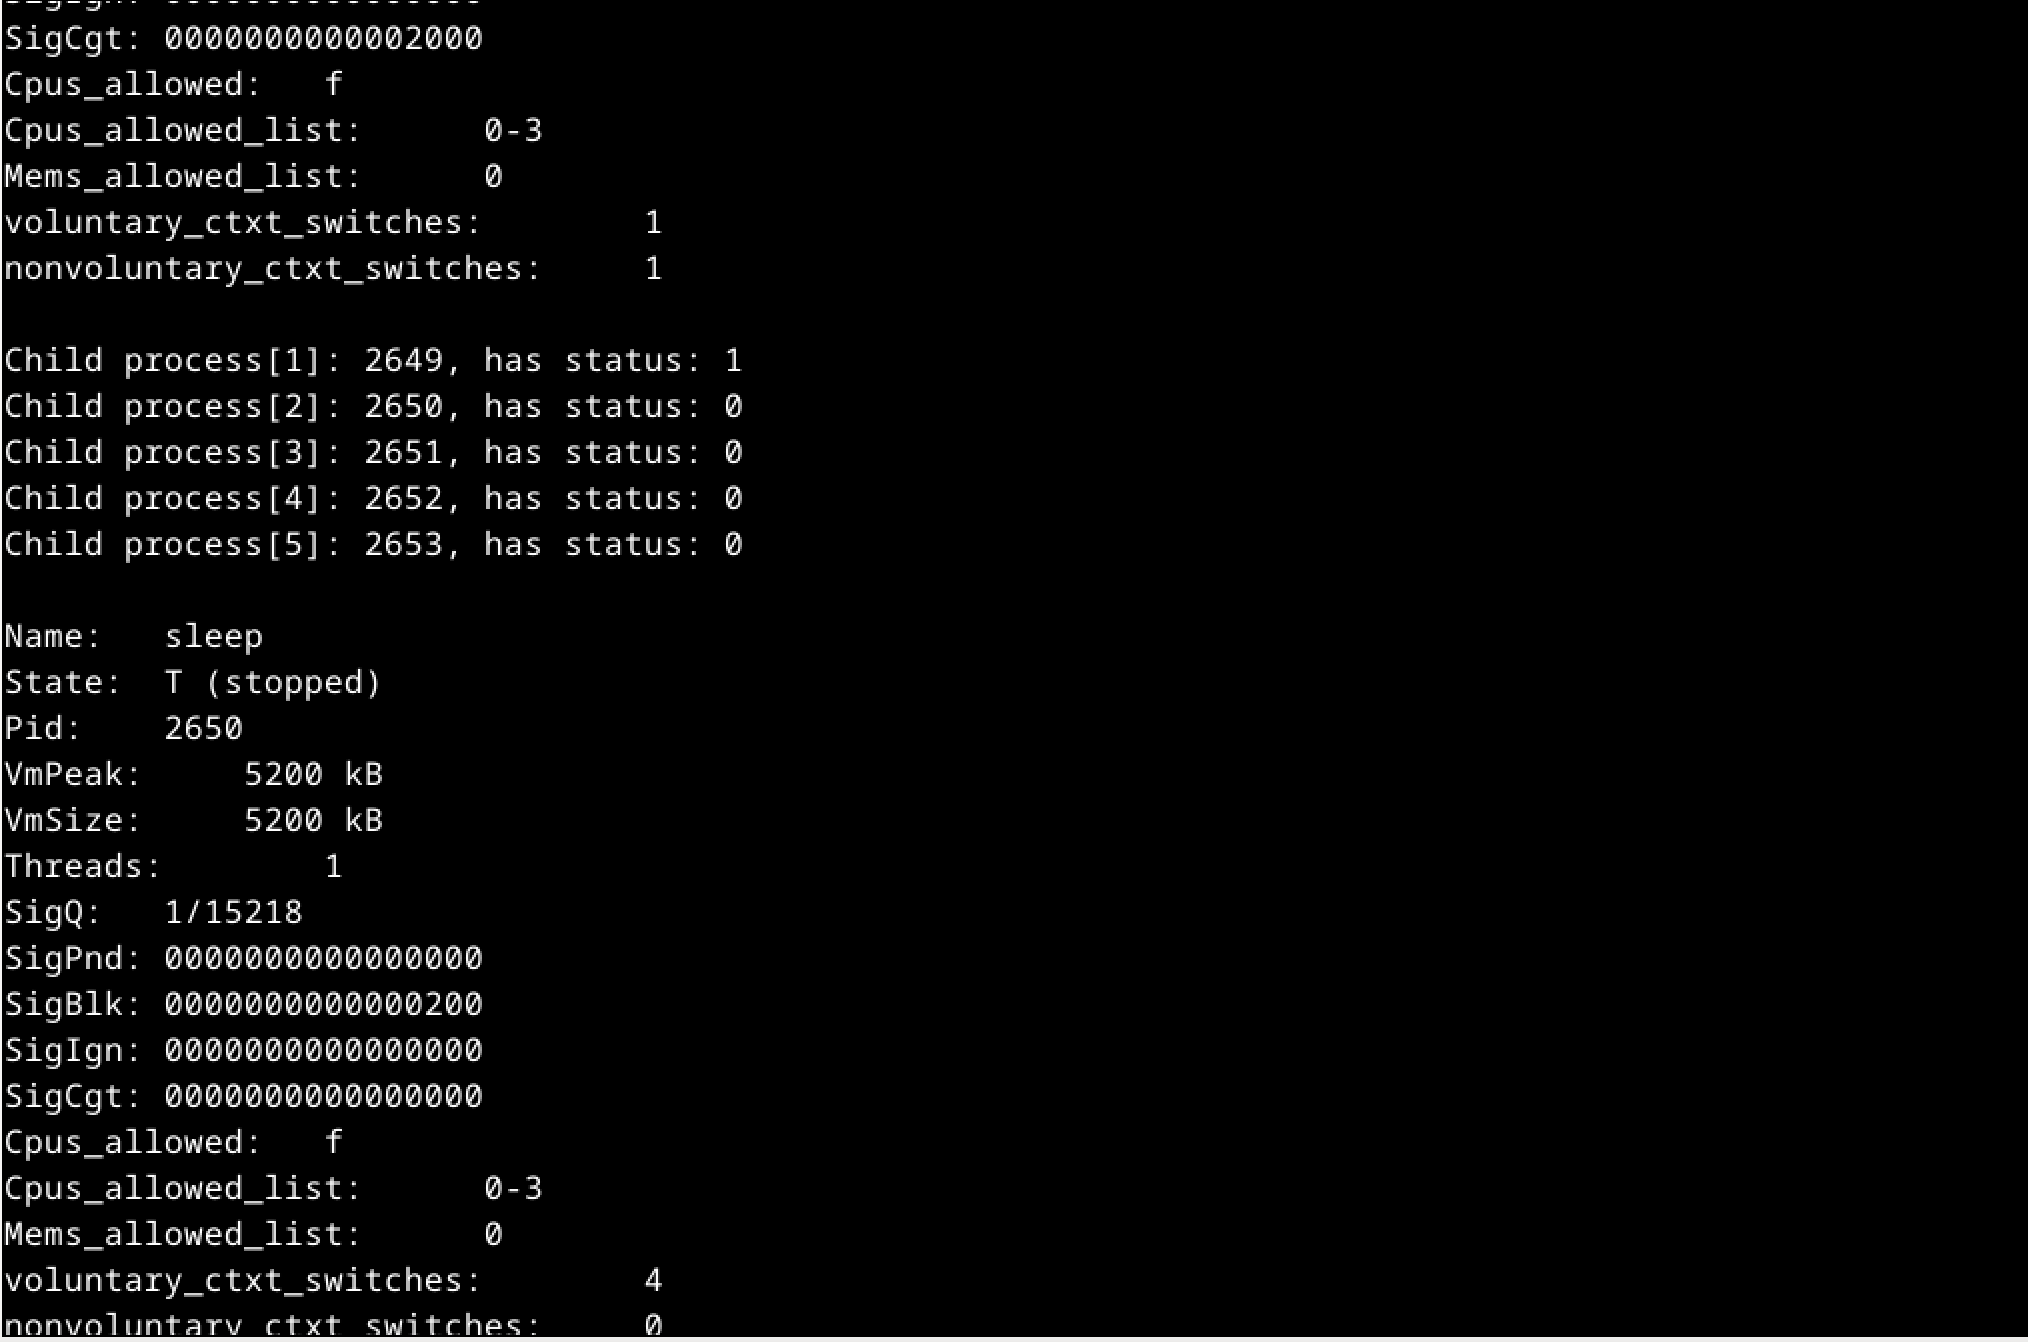 SigCgt: 0000000000002000
Cpus_allowed:   f
Cpus_allowed_list:      0-3
Mems_allowed_list:      0
voluntary_ctxt_switches:        1
nonvoluntary_ctxt_switches:     1

Child process[1]: 2649, has status: 1
Child process[2]: 2650, has status: 0
Child process[3]: 2651, has status: 0
Child process[4]: 2652, has status: 0
Child process[5]: 2653, has status: 0

Name:   sleep
State:  T (stopped)
Pid:    2650
VmPeak:     5200 kB
VmSize:     5200 kB
Threads:        1
SigQ:   1/15218
SigPnd: 0000000000000000
SigBlk: 0000000000000200
SigIgn: 0000000000000000
SigCgt: 0000000000000000
Cpus_allowed:   f
Cpus_allowed_list:      0-3
Mems_allowed_list:      0
voluntary_ctxt_switches:        4
nonvoluntary_ctxt_switches:     0